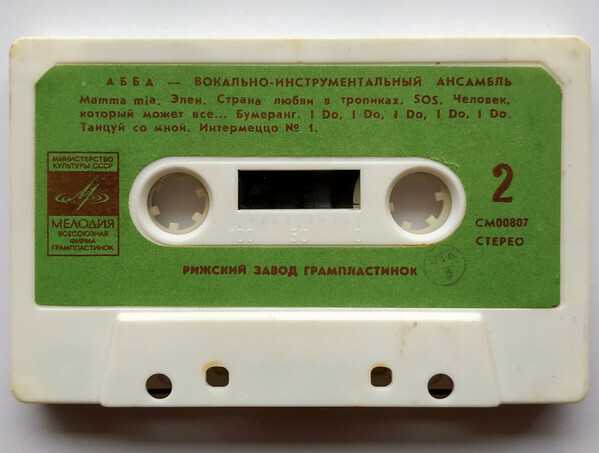 АББА — ВОКАЛЬНО-ИНСТРУМЕНТАЛЬНЫЙ АНСАМБЛЬ
Mamma mia. Элен. Страна любви в тропиках. SOS. Человек,
который может все... Бумеранг. I Do, I Do, I Do, I Do, I Do.
Танцуй со мной. Интермеццо № 1.
МИНИСТЕРСТВО
КУЛЬТУРЫ СССР
МЕЛОДИЯ
ВСЕСОЮЗНАЯ
ФИРМА
ГРАМПЛАСТИНОК
2
СМ00807
СТЕРЕО
100 50 0
РИЖСКИЙ ЗАВОД ГРАМПЛАСТИНОК